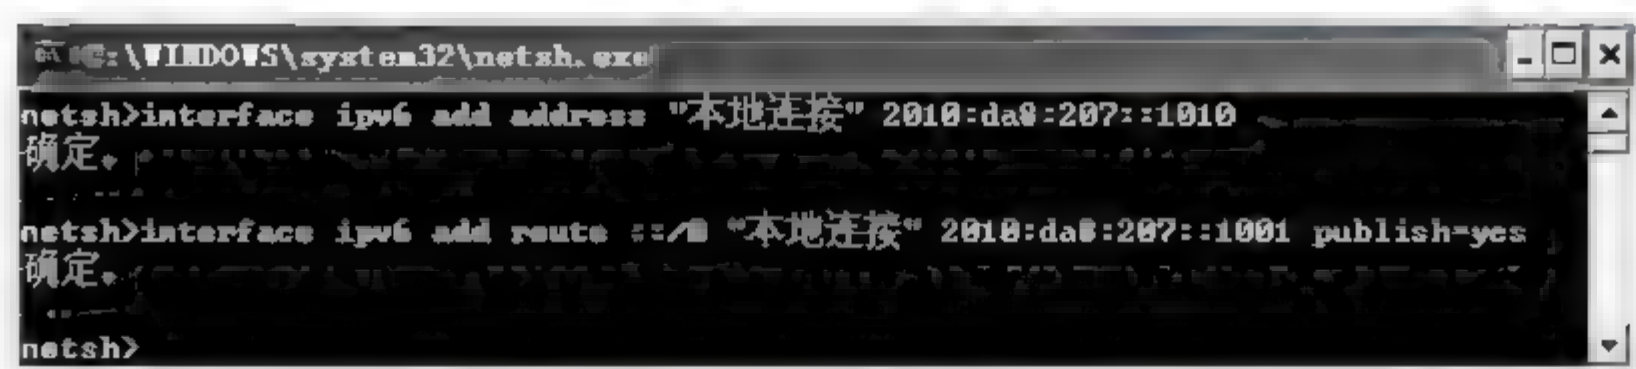 C:\WINDOWS\system32\netsh.exe
netsh>interface ipv6 add address "本地连接" 2010:da8:207::1010
确定。
netsh>interface ipv6 add route ::/0 "本地连接" 2010:da8:207::1001 publish=yes
确定。
netsh>